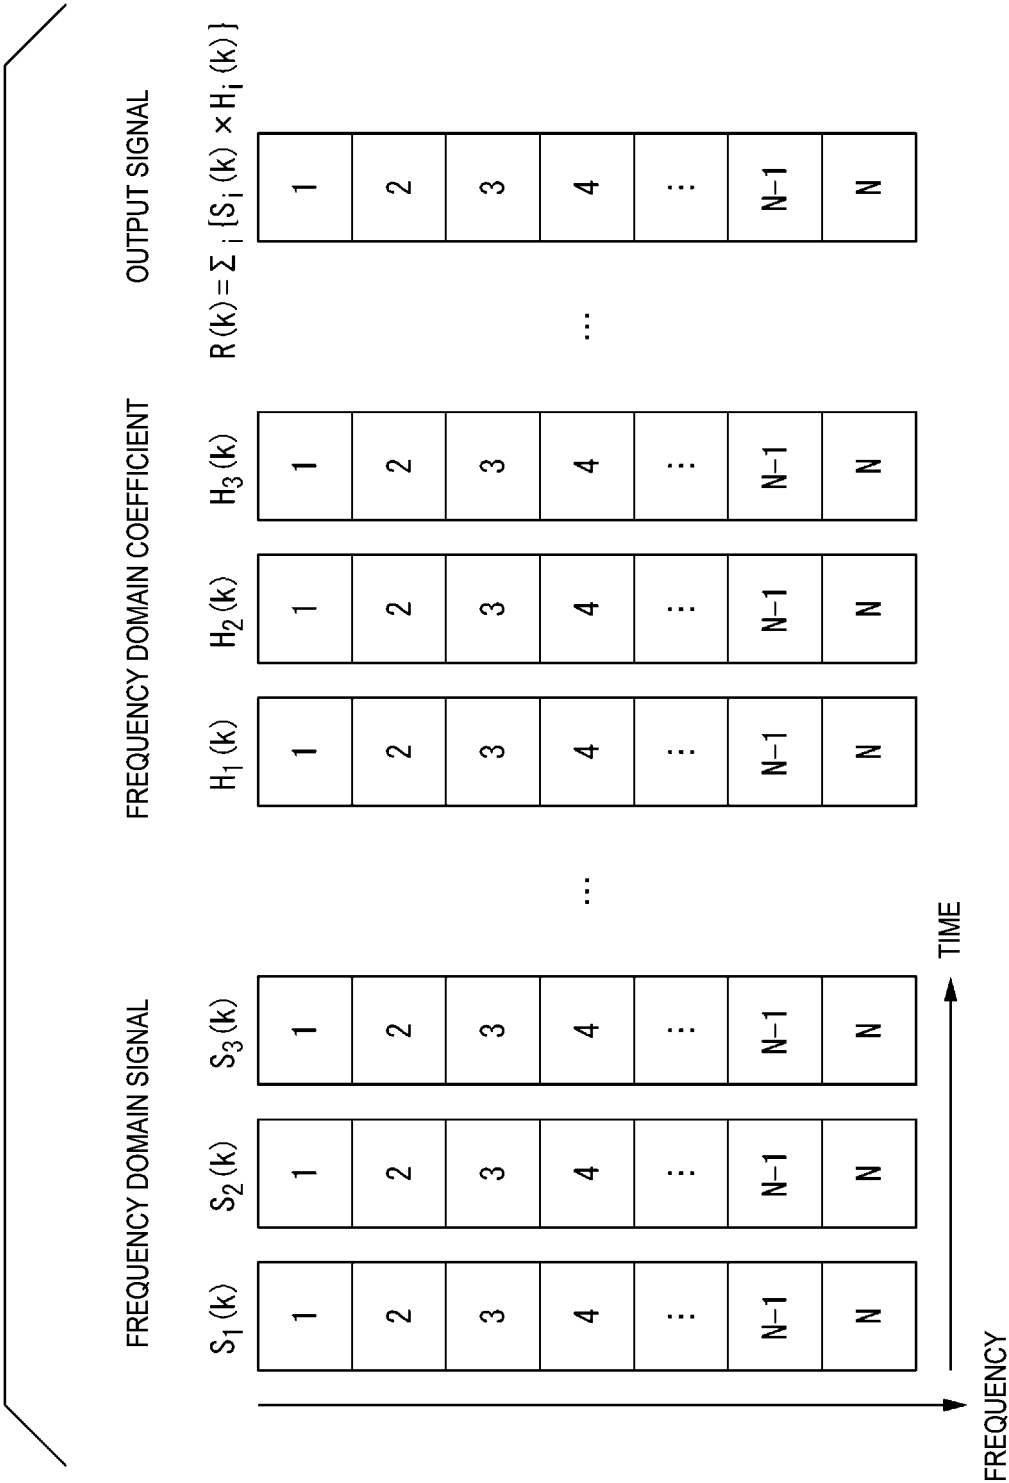 FREQUENCY DOMAIN SIGNAL
FREQUENCY DOMAIN COEFFICIENT
OUTPUT SIGNAL
S₁(k)
S₂(k)
S₃(k)
H₁(k)
H₂(k)
H₃(k)
R(k)=Σᵢ{Sᵢ(k)×Hᵢ(k)}
1 1 1 1 1 1 1
2 2 2 2 2 2 2
3 3 3 3 3 3 3
4 4 4 ... 4 4 4 ... 4
... ... ... ... ... ... ...
N-1 N-1 N-1 N-1 N-1 N-1 N-1
N N N N N N N
TIME
FREQUENCY